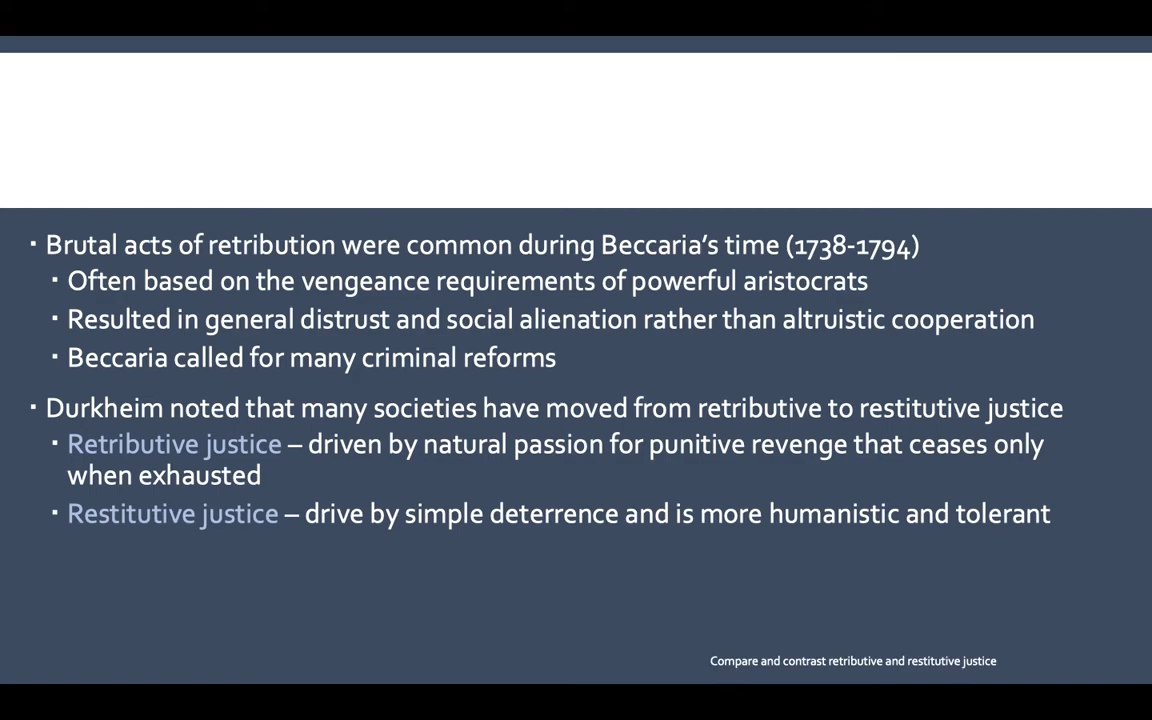 ▪ Brutal acts of retribution were common during Beccaria’s time (1738-1794)
▪ Often based on the vengeance requirements of powerful aristocrats
▪ Resulted in general distrust and social alienation rather than altruistic cooperation
▪ Beccaria called for many criminal reforms
▪ Durkheim noted that many societies have moved from retributive to restitutive justice
▪ Retributive justice – driven by natural passion for punitive revenge that ceases only
when exhausted
▪ Restitutive justice – drive by simple deterrence and is more humanistic and tolerant
Compare and contrast retributive and restitutive justice